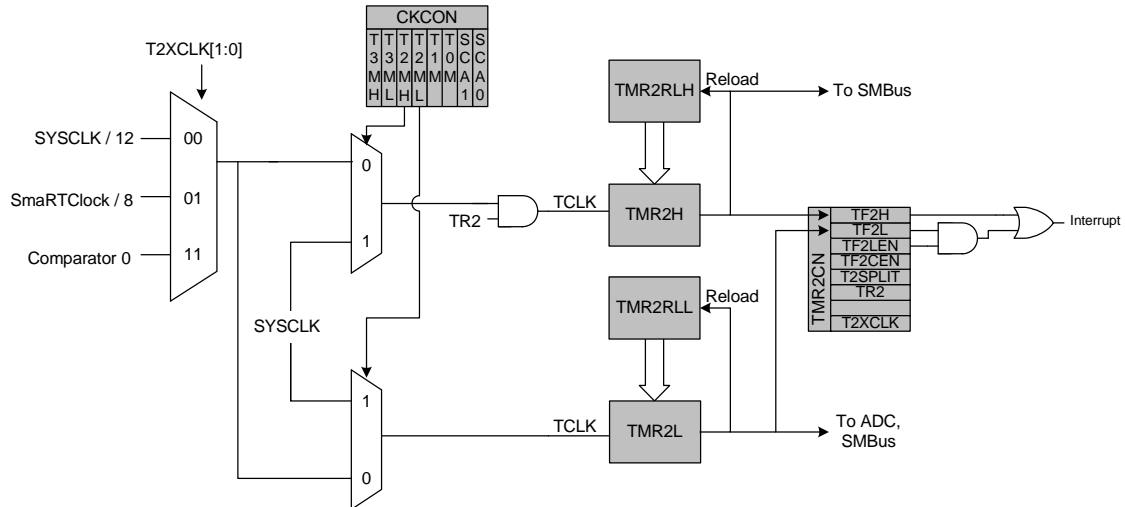 CKCON
T3MH T3ML T2MH T2ML T1M T0M SCA1 SCA0
T2XCLK[1:0]
SYSCLK / 12
00
SmaRTClock / 8
01
Comparator 0
11
0
1
SYSCLK
1
0
TR2
TCLK
TMR2RLH
Reload
To SMBus
TMR2H
TMR2RLL
Reload
TCLK
TMR2L
To ADC,
SMBus
TMR2CN
TF2H
TF2L
TF2LEN
TF2CEN
T2SPLIT
TR2
T2XCLK
Interrupt